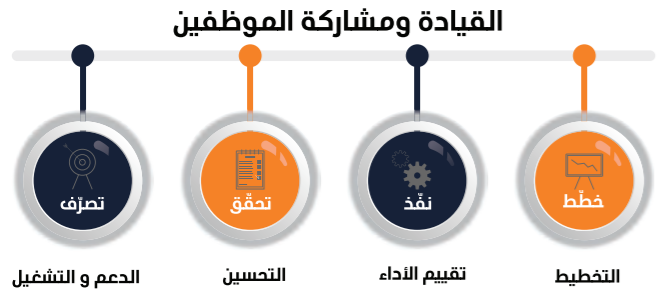 القيادة ومشاركة الموظفين
خطّط
نفّذ
تحقّق
تصرّف
التخطيط
تقييم الأداء
التحسين
الدعم و التشغيل